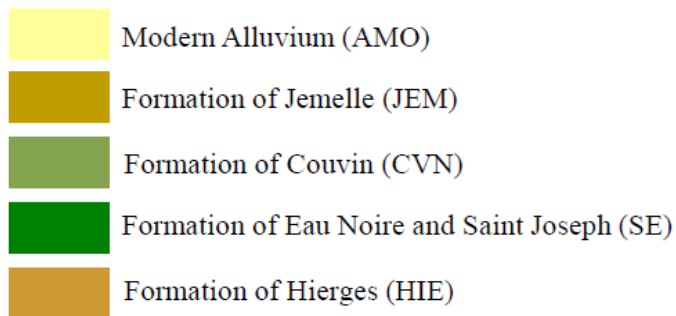 Modern Alluvium (AMO)
Formation of Jemelle (JEM)
Formation of Couvin (CVN)
Formation of Eau Noire and Saint Joseph (SE)
Formation of Hierges (HIE)